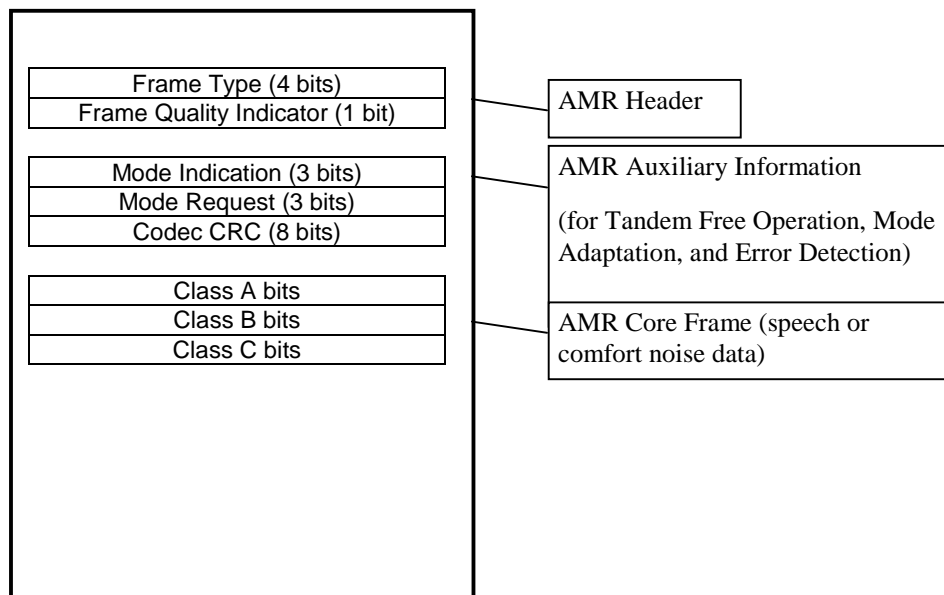 Frame Type (4 bits)
Frame Quality Indicator (1 bit)
AMR Header
Mode Indication (3 bits)
Mode Request (3 bits)
Codec CRC (8 bits)
AMR Auxiliary Information
(for Tandem Free Operation, Mode
Adaptation, and Error Detection)
Class A bits
Class B bits
Class C bits
AMR Core Frame (speech or
comfort noise data)